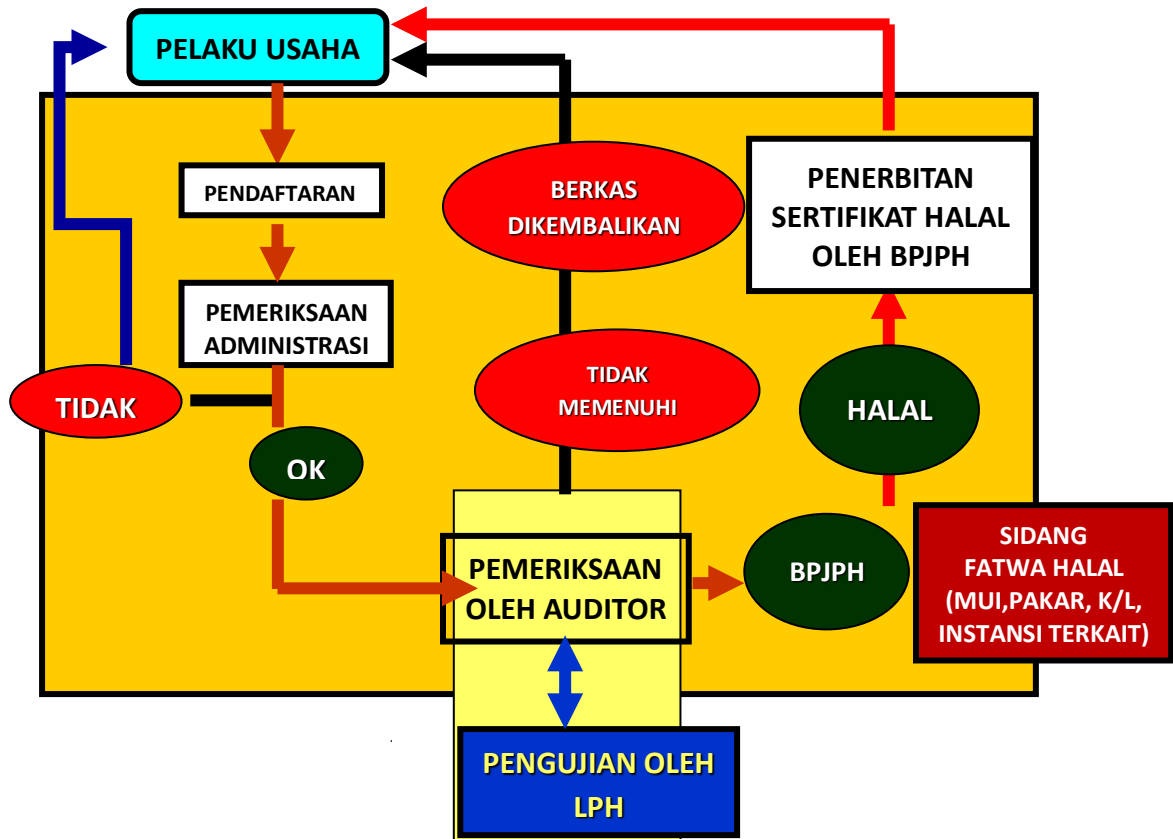 PELAKU USAHA
PENDAFTARAN
PEMERIKSAAN
ADMINISTRASI
TIDAK
OK
BERKAS
DIKEMBALIKAN
TIDAK
MEMENUHI
PEMERIKSAAN
OLEH AUDITOR
PENGUJIAN OLEH
LPH
BPJPH
SIDANG
FATWA HALAL
(MUI,PAKAR, K/L,
INSTANSI TERKAIT)
HALAL
PENERBITAN
SERTIFIKAT HALAL
OLEH BPJPH